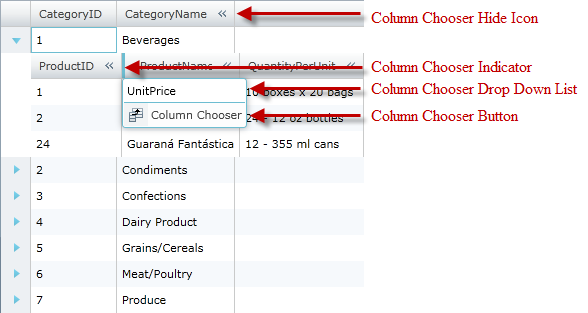 CategoryID CategoryName Column Chooser Hide Icon
1 Beverages
ProductID ProductName QuantityPerUnit Column Chooser Indicator
1 UnitPrice 10 boxes x 20 bags Column Chooser Drop Down List
2 Column Chooser 24 - 12 oz bottles Column Chooser Button
24 Guaraná Fantástica 12 - 355 ml cans
2 Condiments
3 Confections
4 Dairy Product
5 Grains/Cereals
6 Meat/Poultry
7 Produce